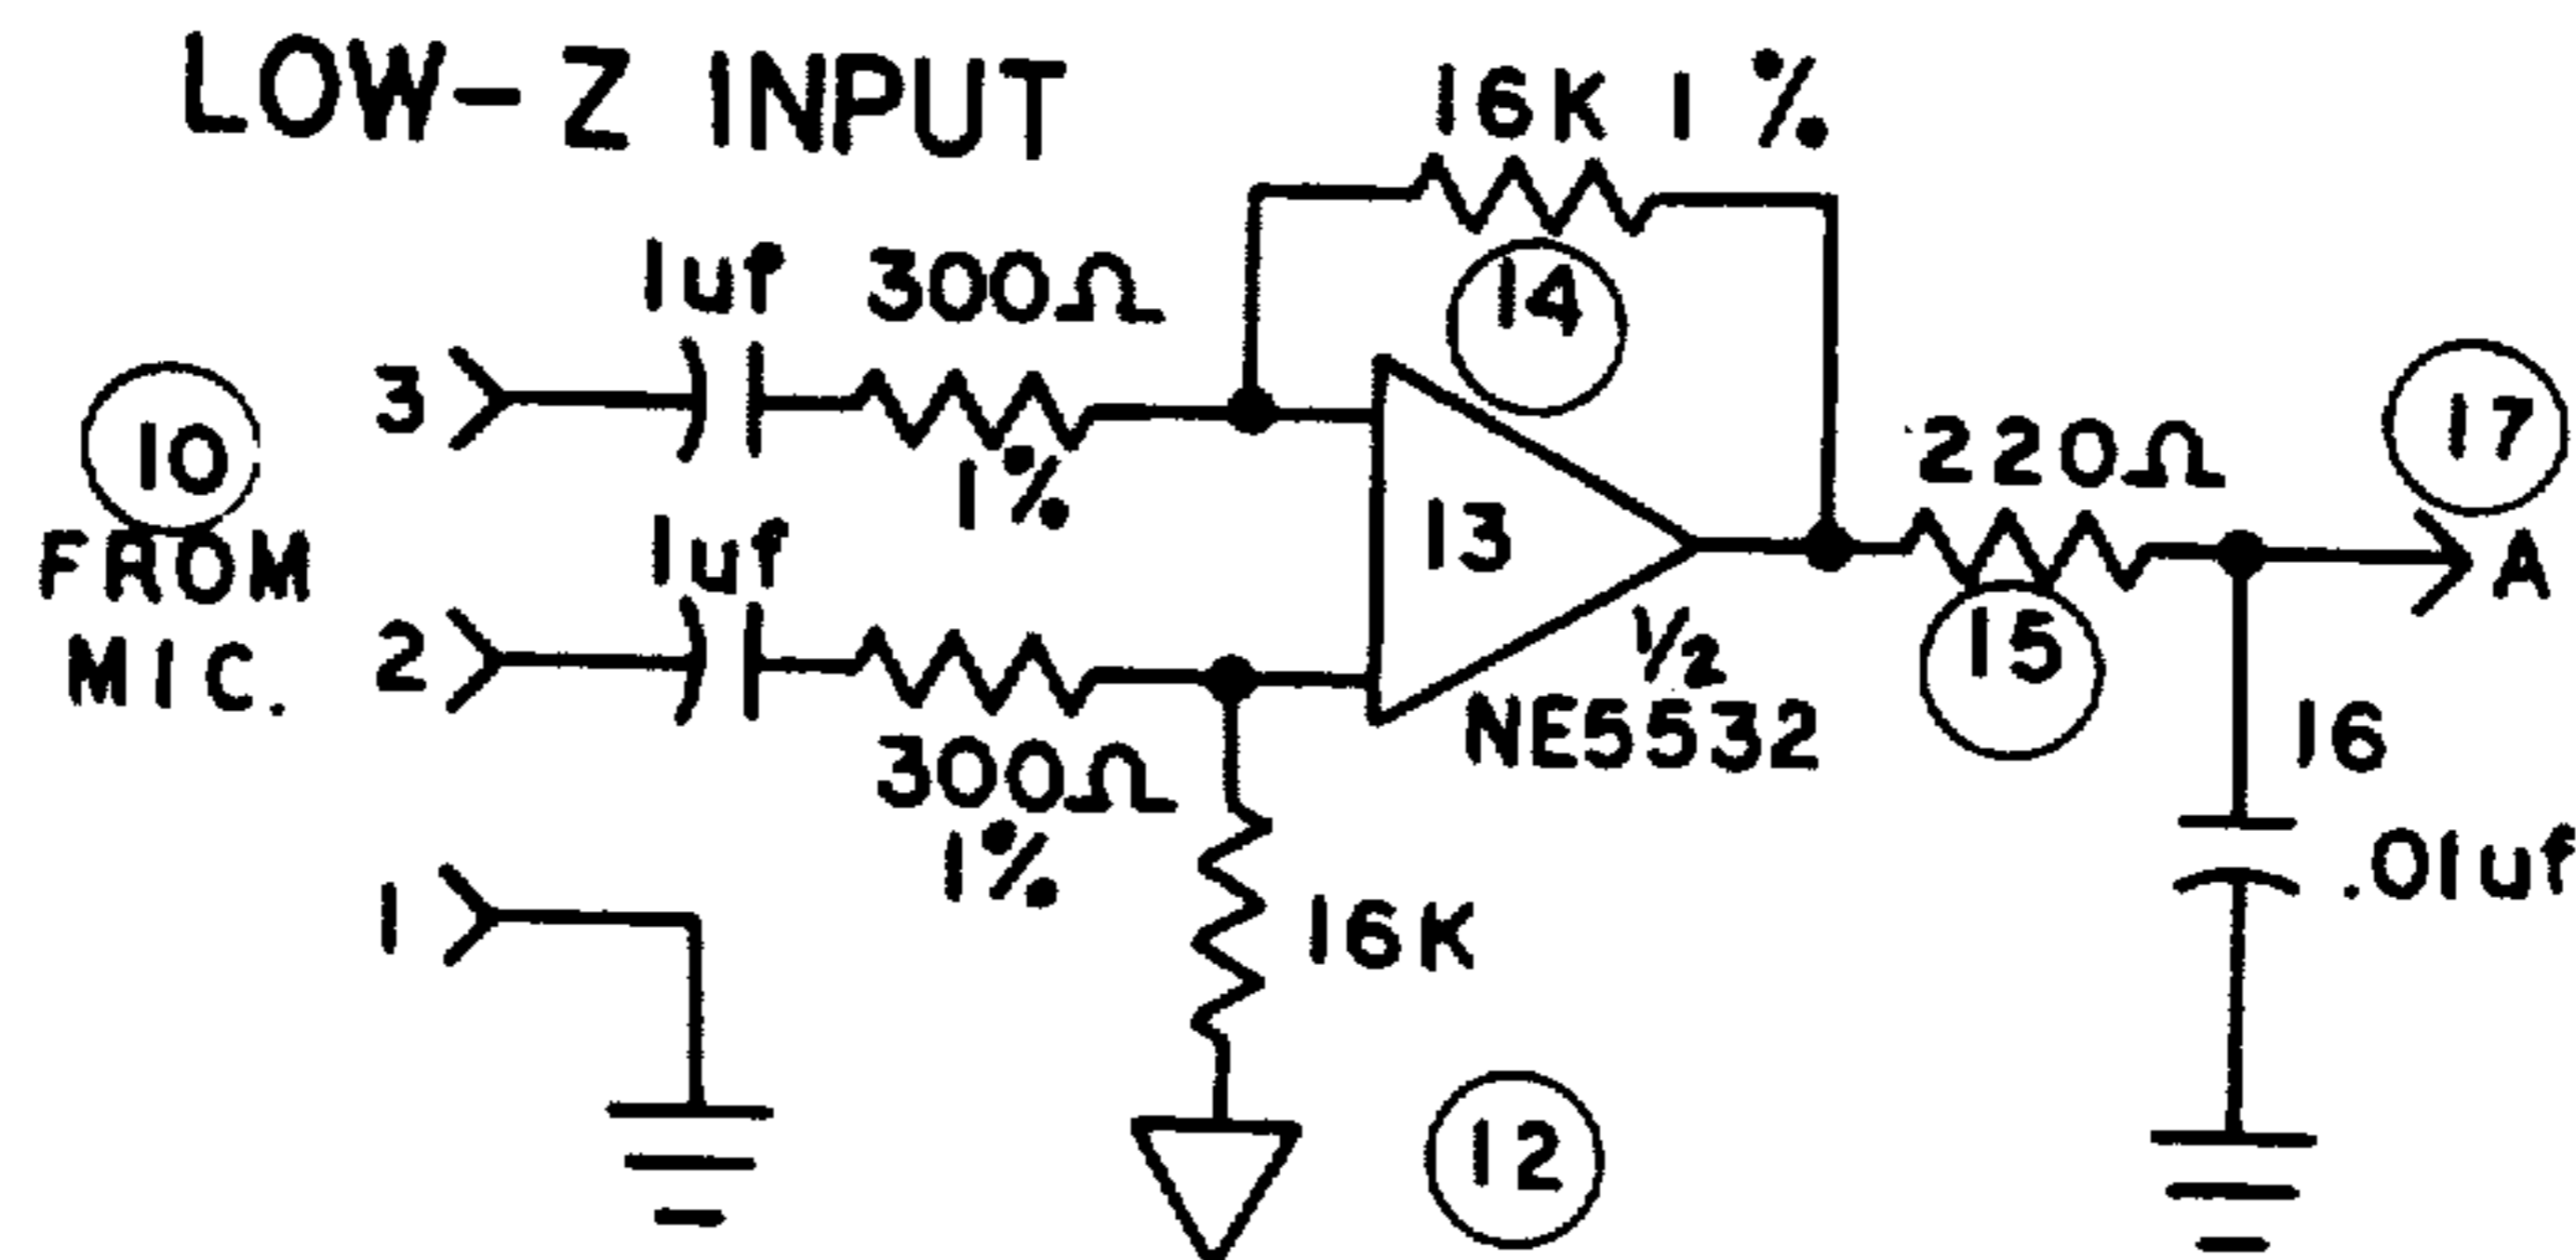 LOW-Z INPUT
16K 1%
1uf 300Ω
14
3
10
17
1%
220Ω
1uf
13
FROM
MIC.
A
2
15
1/2
NE5532
16
300Ω
1%
.01uf
1
16K
12